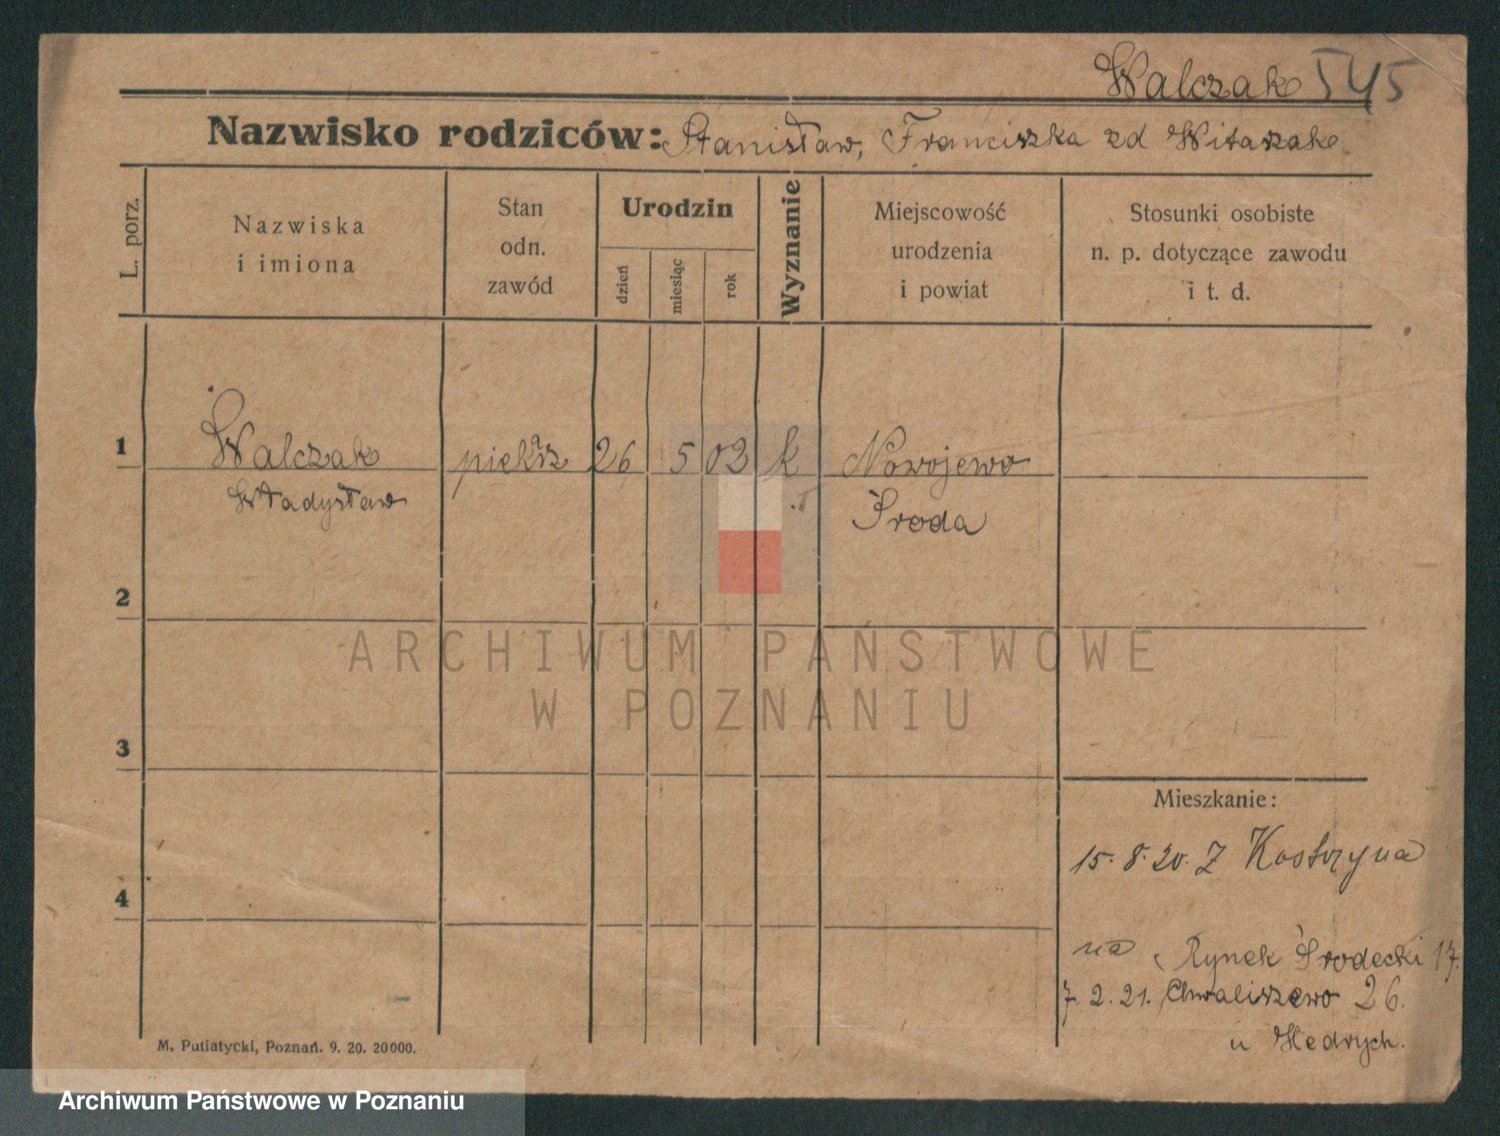 Walczak 545
Nazwisko rodziców: Stanisław, Franciszka zd Witaszak
L. porz.
Nazwiska
i imiona
Stan
odn.
zawód
Urodzin
dzień
miesiąc
rok
Wyznanie
Miejscowość
urodzenia
i powiat
Stosunki osobiste
n. p. dotyczące zawodu
i t. d.
1 Walczak piekarz 26 5 02 k Nowojewo
Władysław Środa
2
3
4
Mieszkanie:
15. 8. 20. Z Kostrzyna
na Rynek Środecki 17.
7. 2. 21. Chwaliszewo 26.
u Hedrych.
M. Putiatycki, Poznań. 9. 20. 20000.
ARCHIWUM PAŃSTWOWE
W POZNANIU
Archiwum Państwowe w Poznaniu